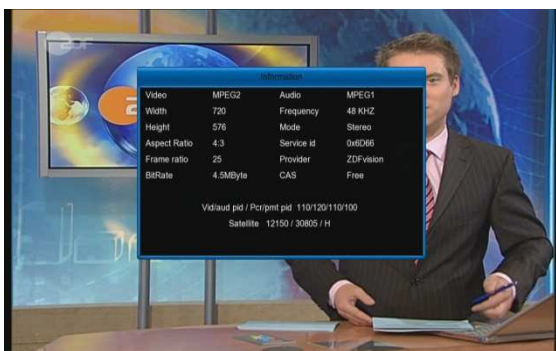 ZDF
Information
Video MPEG2 Audio MPEG1
Width 720 Frequency 48 KHZ
Height 576 Mode Stereo
Aspect Ratio 4:3 Service id 0x6D66
Frame ratio 25 Provider ZDFvision
BitRate 4.5MByte CAS Free
Vid/aud pid / Pcr/pmt pid 110/120/110/100
Satellite 12150 / 30805 / H